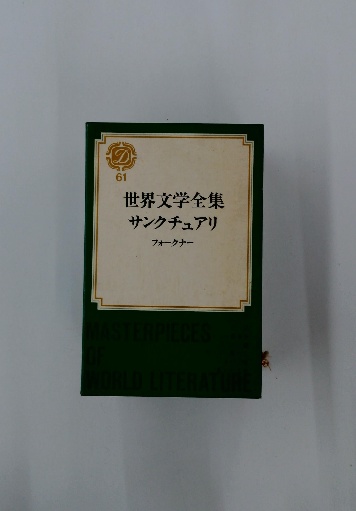 D
61
世界文学全集
サンクチュアリ
フォークナー
MASTERPIECES
OF
WORLD LITERATURE